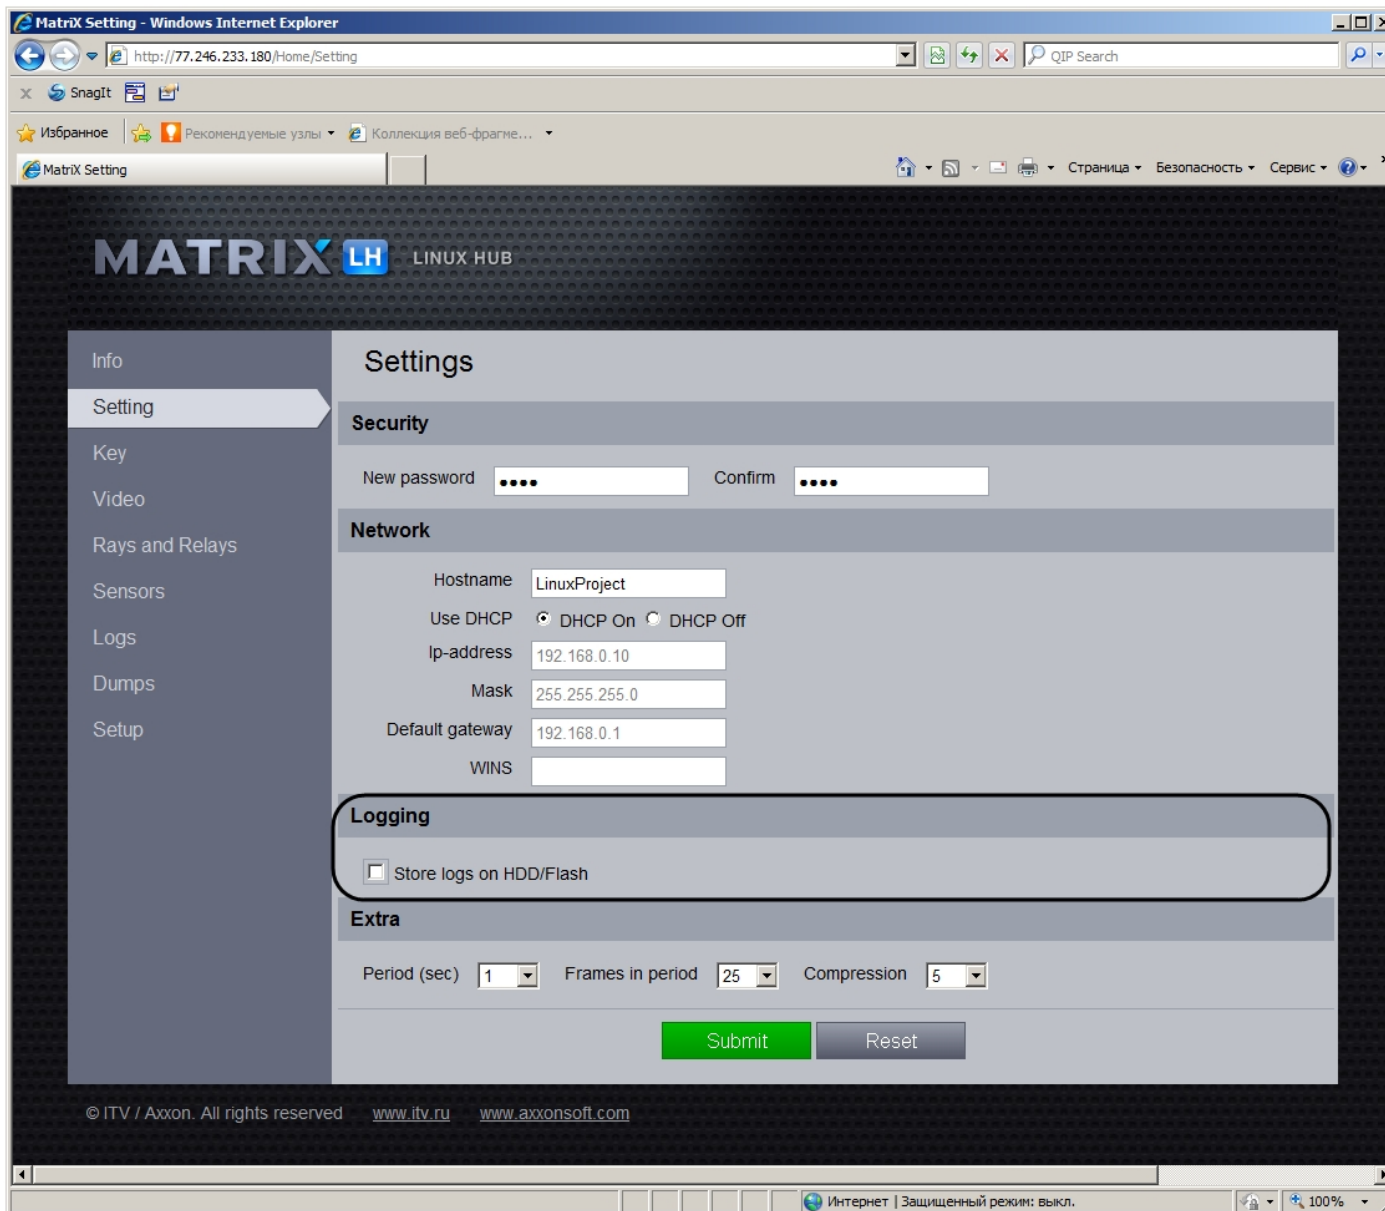 MatriX Setting - Windows Internet Explorer
http://77.246.233.180/Home/Setting
QIP Search
x SnagIt
Избранное Рекомендуемые узлы Коллекция веб-фрагме...
MatriX Setting Страница Безопасность Сервис
MATRIX LH LINUX HUB
Info
Setting
Key
Video
Rays and Relays
Sensors
Logs
Dumps
Setup
Settings
Security
New password •••• Confirm ••••
Network
Hostname LinuxProject
Use DHCP DHCP On DHCP Off
Ip-address 192.168.0.10
Mask 255.255.255.0
Default gateway 192.168.0.1
WINS
Logging
Store logs on HDD/Flash
Extra
Period (sec) 1 Frames in period 25 Compression 5
Submit Reset
© ITV / Axxon. All rights reserved www.itv.ru www.axxonsoft.com
Интернет | Защищенный режим: выкл. 100%